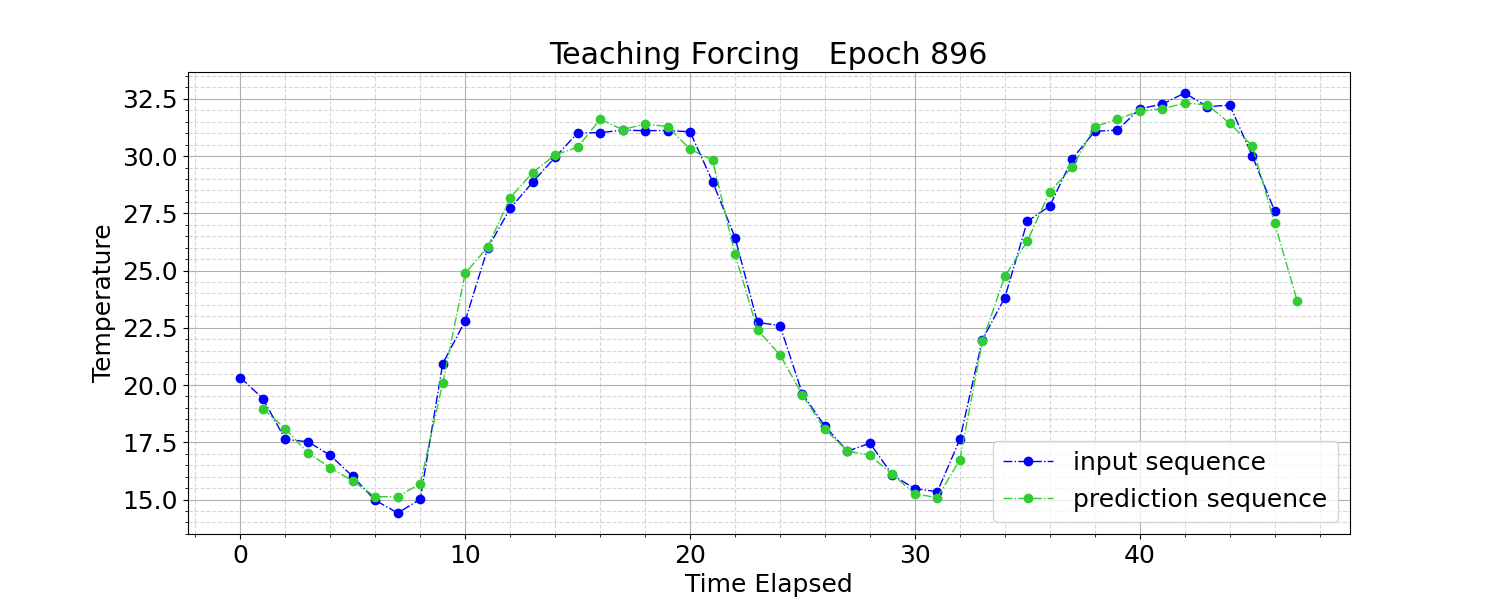 Teaching Forcing   Epoch 896
32.5
30.0
27.5
25.0
22.5
20.0
17.5
15.0
Temperature
input sequence
prediction sequence
0 10 20 30 40
Time Elapsed